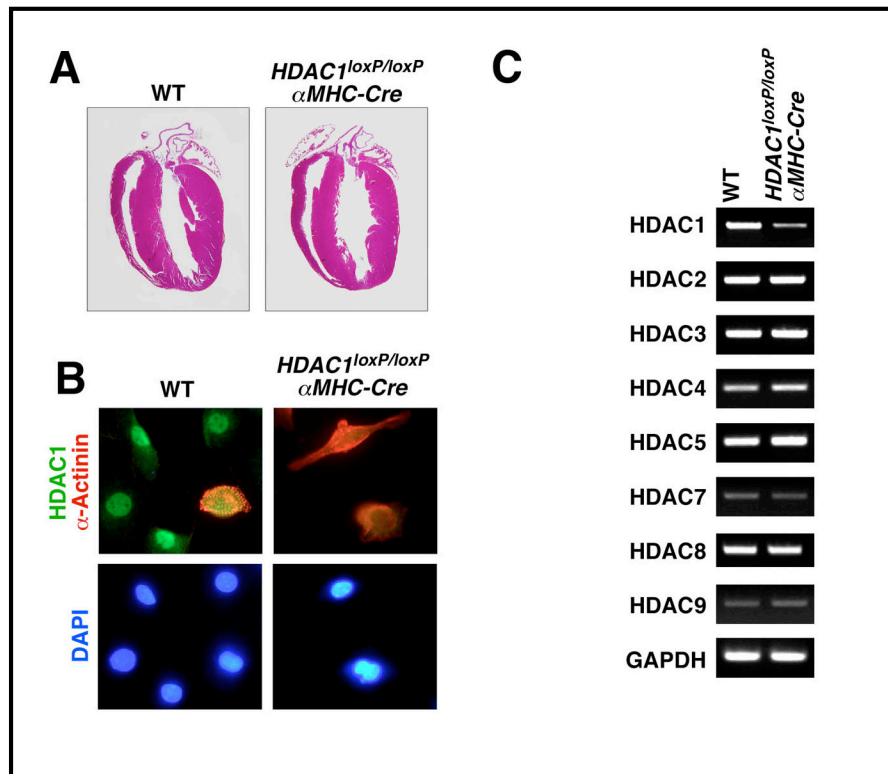 A
WT
HDAC1loxP/loxP
αMHC-Cre
B
WT
HDAC1loxP/loxP
αMHC-Cre
HDAC1
α-Actinin
DAPI
C
WT
HDAC1loxP/loxP
αMHC-Cre
HDAC1
HDAC2
HDAC3
HDAC4
HDAC5
HDAC7
HDAC8
HDAC9
GAPDH